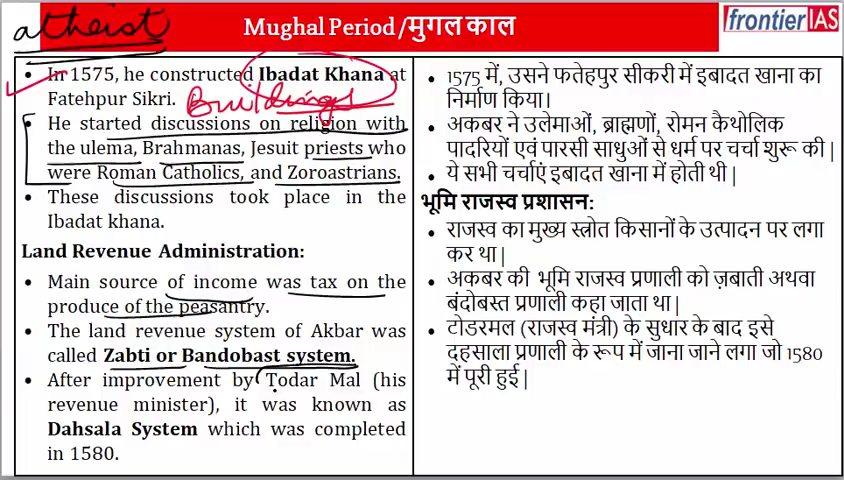 atheist
Mughal Period/मुगल काल
frontierIAS
• In 1575, he constructed Ibadat Khana at
Fatehpur Sikri.
Buildings
• He started discussions on religion with
the ulema, Brahmanas, Jesuit priests who
were Roman Catholics, and Zoroastrians.
• These discussions took place in the
Ibadat khana.
Land Revenue Administration:
• Main source of income was tax on the
produce of the peasantry.
• The land revenue system of Akbar was
called Zabti or Bandobast system.
• After improvement by Todar Mal (his
revenue minister), it was known as
Dahsala System which was completed
in 1580.
• 1575 में, उसने फतेहपुर सीकरी में इबादत खाना का
निर्माण किया।
• अकबर ने उलेमाओं, ब्राह्मणों, रोमन कैथोलिक
पादरियों एवं पारसी साधुओं से धर्म पर चर्चा शुरू की|
• ये सभी चर्चाएं इबादत खाना में होती थी|
भूमि राजस्व प्रशासन:
• राजस्व का मुख्य स्त्रोत किसानों के उत्पादन पर लगा
कर था|
• अकबर की भूमि राजस्व प्रणाली को ज़बाती अथवा
बंदोबस्त प्रणाली कहा जाता था|
• टोडरमल (राजस्व मंत्री) के सुधार के बाद इसे
दहसाला प्रणाली के रूप में जाना जाने लगा जो 1580
में पूरी हुई|